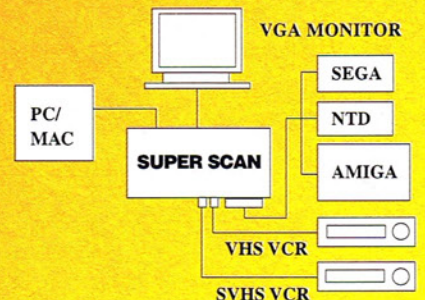 VGA MONITOR
SEGA
PC/
MAC
NTD
SUPER SCAN
AMIGA
VHS VCR
SVHS VCR